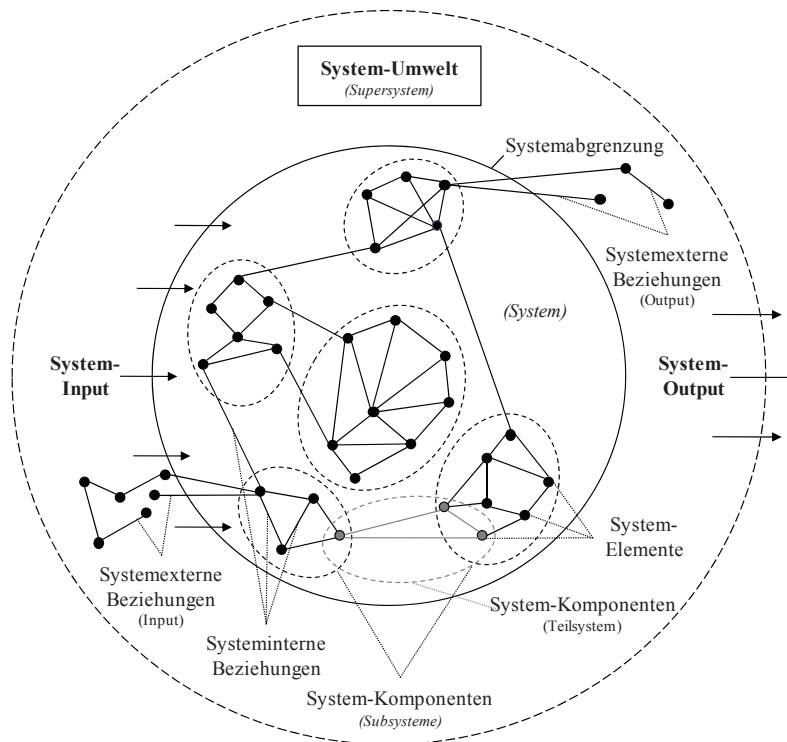 System-Umwelt
(Supersystem)
Systemabgrenzung
Systemexterne
Beziehungen
(Output)
(System)
System-
Input
System-
Output
System-
Elemente
Systemexterne
Beziehungen
(Input)
System-Komponenten
(Teilsystem)
Systeminterne
Beziehungen
System-Komponenten
(Subsysteme)